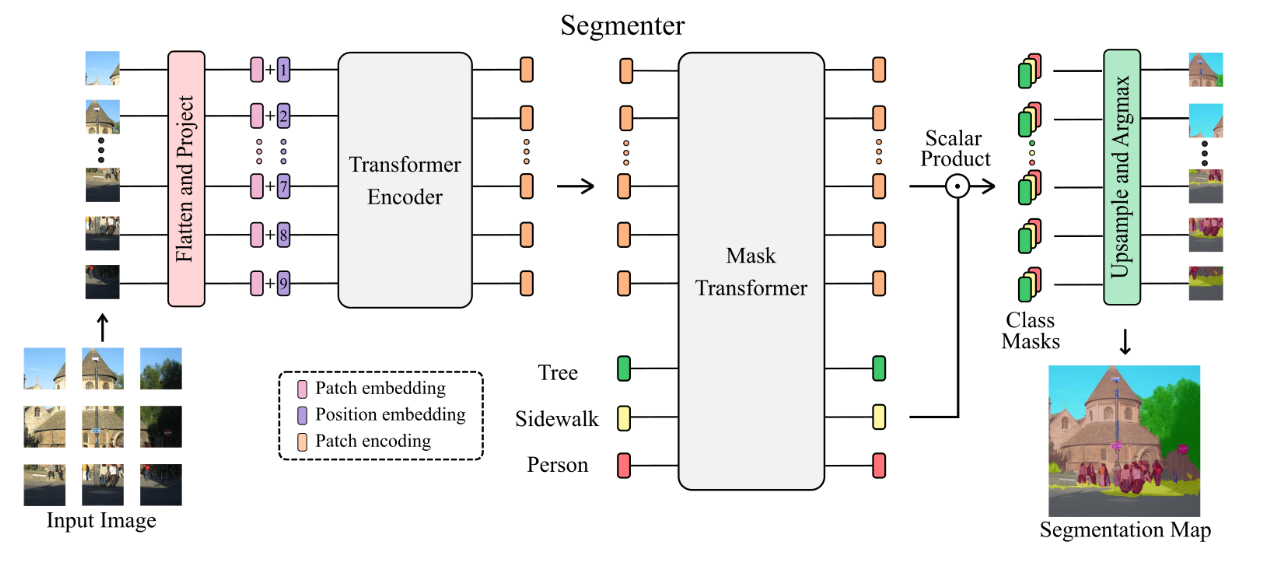 Segmenter
Flatten and Project
+ 1
+ 2
+ 7
+ 8
+ 9
Transformer
Encoder
Mask
Transformer
Scalar
Product
Class
Masks
Upsample and Argmax
Tree
Sidewalk
Person
Patch embedding
Position embedding
Patch encoding
Input Image
Segmentation Map